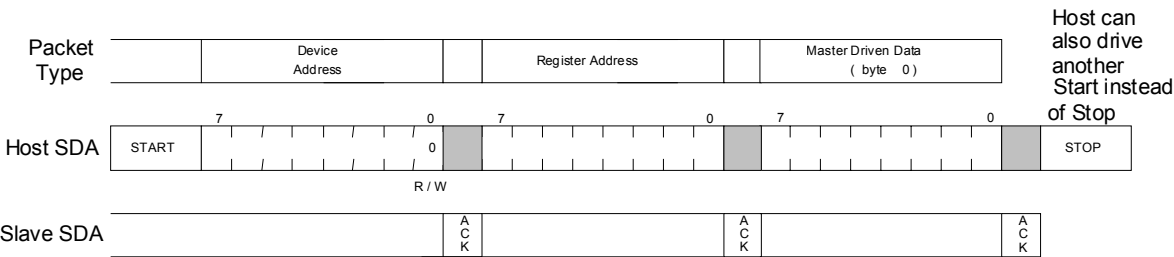 Host can
also drive
another
Start instead
of Stop
Packet
Type
Device
Address
Register Address
Master Driven Data
( byte 0 )
7 0 7 0 7 0
Host SDA START 0 STOP
R / W
Slave SDA
A
C
K
A
C
K
A
C
K